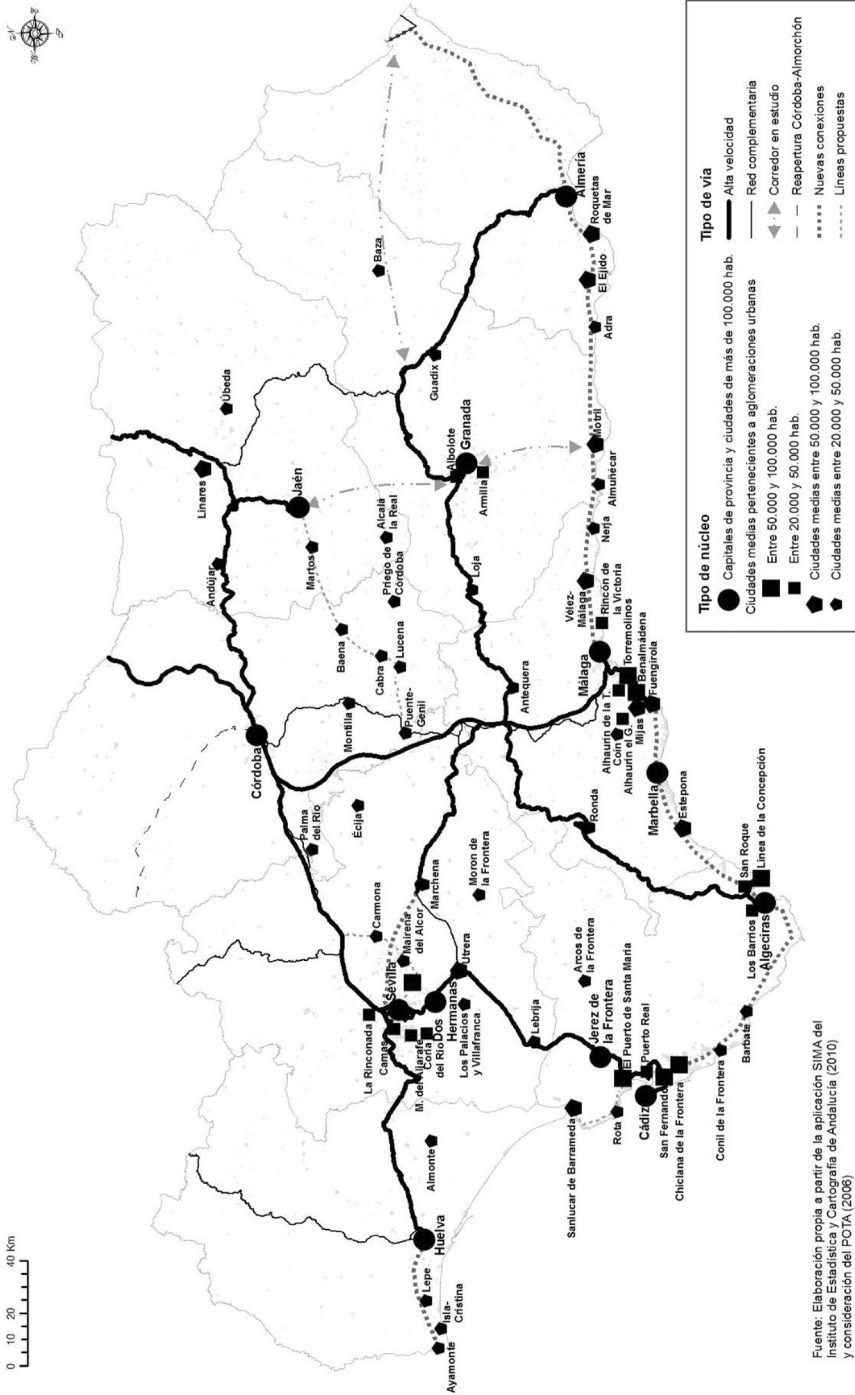 0 10 20 40 Km
N
W
E
S
Linares
Úbeda
Andújar
Jaén
Martos
Alcalá
la Real
Priego de
Córdoba
Baena
Cabra
Lucena
Puente-
Genil
Montilla
Córdoba
Palma
del Rio
Écija
Carmona
Mairena
del Alcor
Marchena
Moron de
la Frontera
La Rinconada
Sevilla
Camas
M. del Aljarafe
Coria
del Rio
Dos
Hermanas
Utrera
Los Palacios
y Villafranca
Lebrija
Arcos de
la Frontera
Huelva
Almonte
Lepe
Isla-
Cristina
Ayamonte
Jerez de
la Frontera
El Puerto de Santa María
Puerto Real
Sanlucar de Barrameda
Rota
Cádiz
San Fernando
Chiclana de la Frontera
Conil de la Frontera
Barbate
Los Barrios
Algeciras
San Roque
Línea de la Concepción
Ronda
Estepona
Marbella
Antequera
Loja
Málaga
Alhaurín de la T.
Coín
Alhaurín el G.
Mijas
Torremolinos
Benalmádena
Fuengirola
Rincón de
la Victoria
Vélez-
Málaga
Nerja
Almuñécar
Motril
Albolote
Granada
Armilla
Guadix
Baza
Adra
El Ejido
Roquetas
de Mar
Almería
Tipo de núcleo
Capitales de provincia y ciudades de más de 100.000 hab.
Ciudades medias pertenecientes a aglomeraciones urbanas
Entre 50.000 y 100.000 hab.
Entre 20.000 y 50.000 hab.
Ciudades medias entre 50.000 y 100.000 hab.
Ciudades medias entre 20.000 y 50.000 hab.
Tipo de via
Alta velocidad
Red complementaria
Corredor en estudio
Reapertura Córdoba-Almorchón
Nuevas conexiones
Líneas propuestas
Fuente: Elaboración propia a partir de la aplicación SIMA del
Instituto de Estadística y Cartografía de Andalucía (2010)
y consideración del POTA (2006)